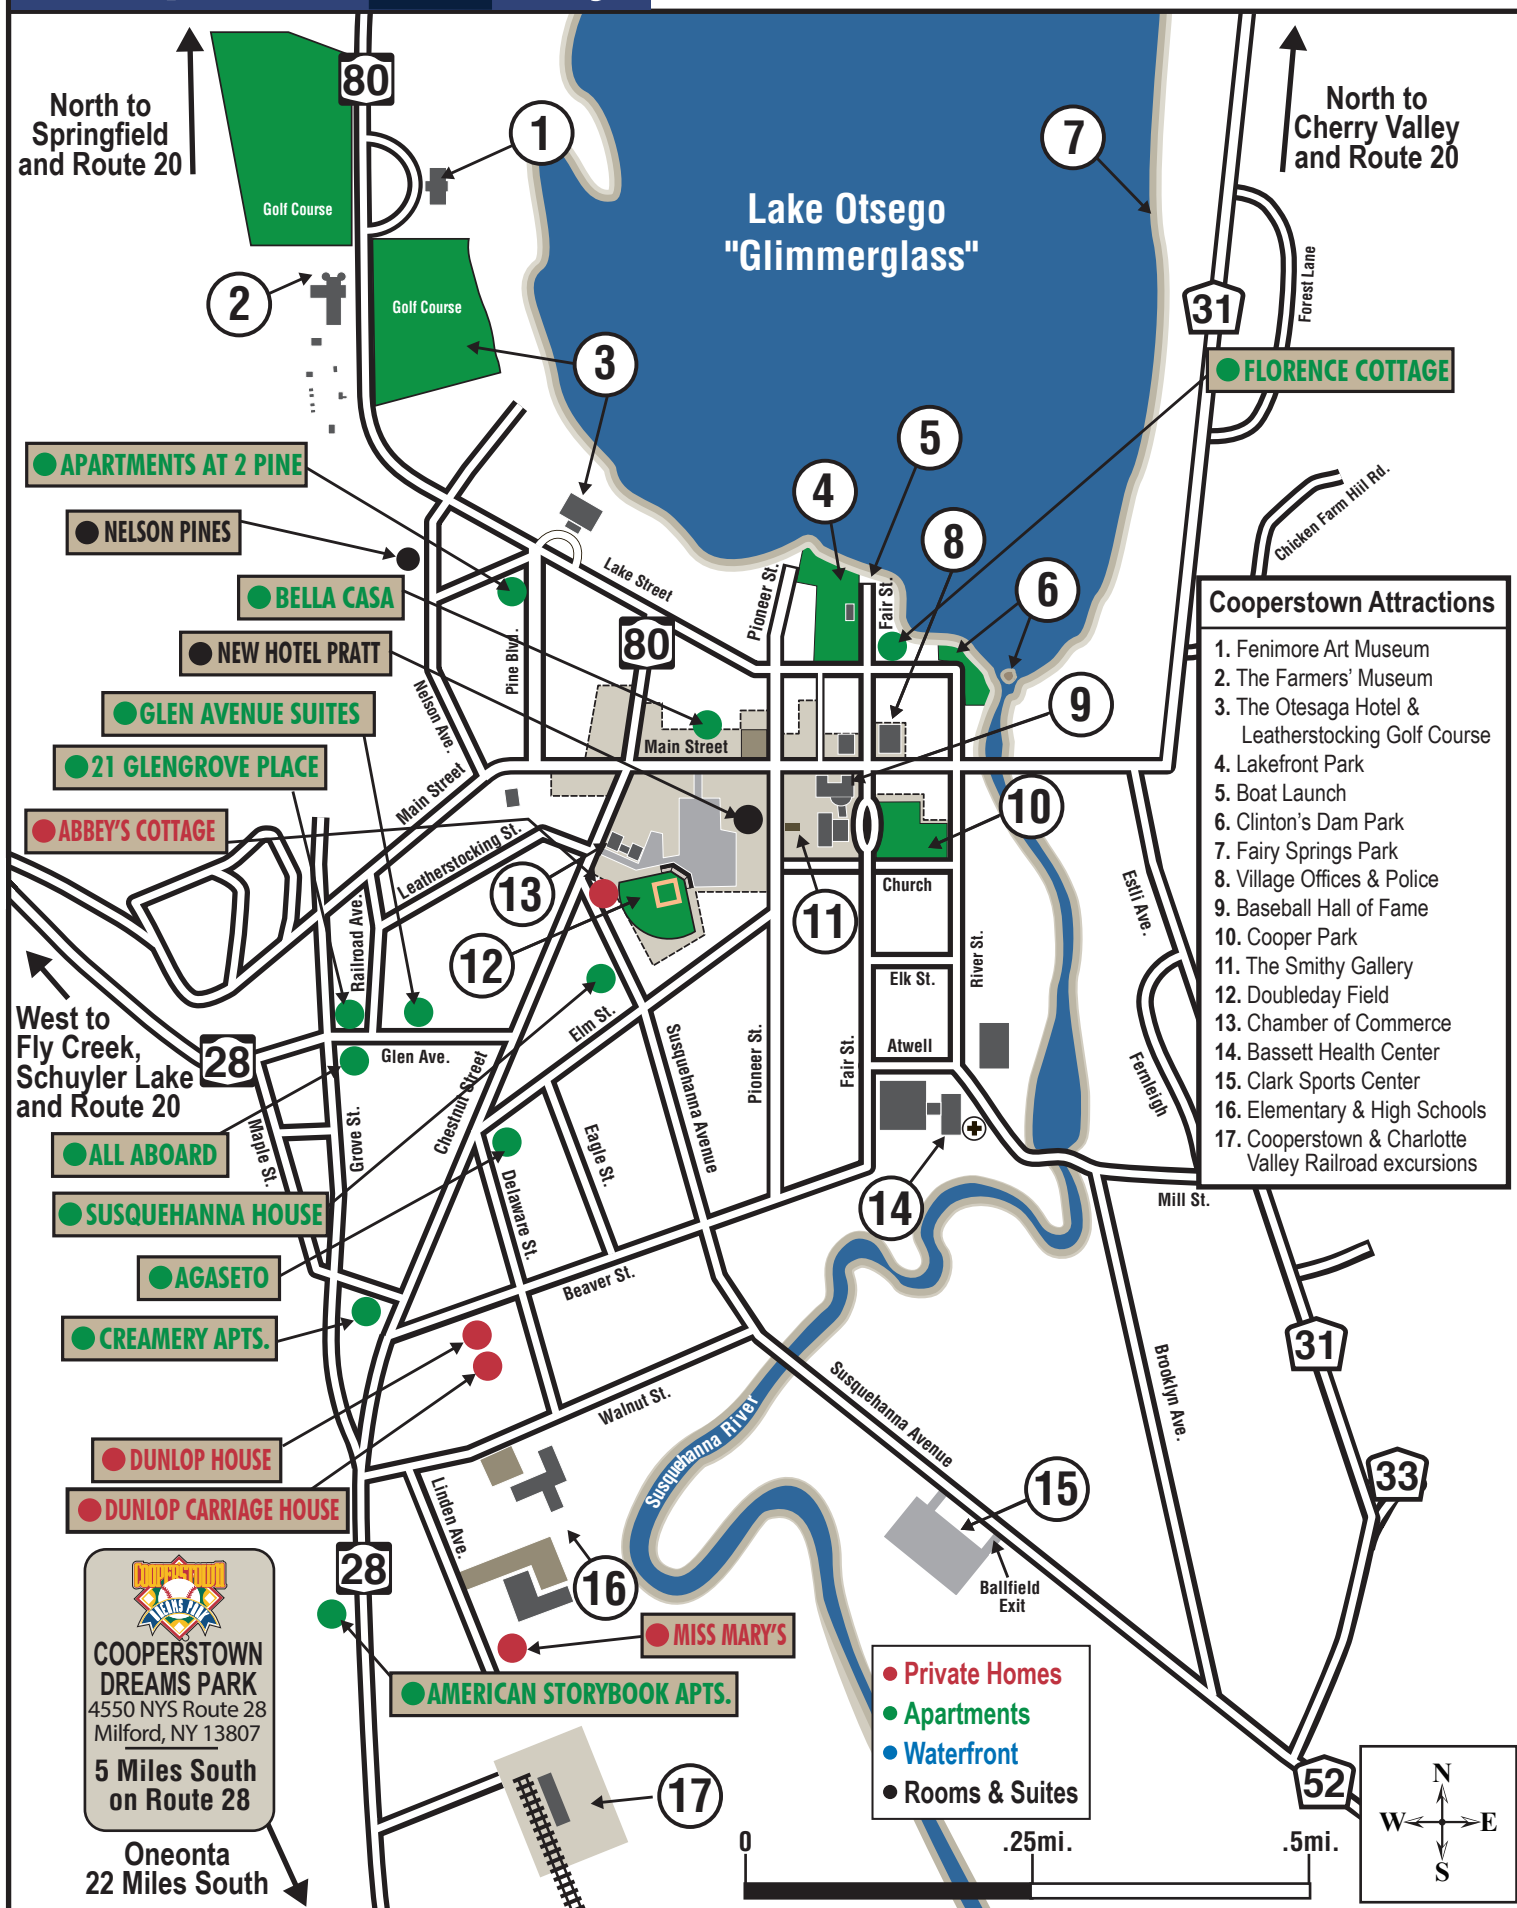 80
North to
Springfield
and Route 20
Golf Course
1
7
North to
Cherry Valley
and Route 20
Lake Otsego
"Glimmerglass"
2
Golf Course
3
31
Forest Lane
FLORENCE COTTAGE
5
4
8
6
APARTMENTS AT 2 PINE
NELSON PINES
BELLA CASA
NEW HOTEL PRATT
GLEN AVENUE SUITES
21 GLENGROVE PLACE
ABBEY'S COTTAGE
Lake Street
Pioneer St.
Fair St.
Chicken Farm Hiil Rd.
80
Pine Blvd.
Nelson Ave.
Main Street
Main Street
9
10
Leatherstocking St.
13
12
11
Church
Railroad Ave.
Elk St.
River St.
Estli Ave.
Cooperstown Attractions
1. Fenimore Art Museum
2. The Farmers' Museum
3. The Otesaga Hotel &
Leatherstocking Golf Course
4. Lakefront Park
5. Boat Launch
6. Clinton's Dam Park
7. Fairy Springs Park
8. Village Offices & Police
9. Baseball Hall of Fame
10. Cooper Park
11. The Smithy Gallery
12. Doubleday Field
13. Chamber of Commerce
14. Bassett Health Center
15. Clark Sports Center
16. Elementary & High Schools
17. Cooperstown & Charlotte
Valley Railroad excursions
West to
Fly Creek,
Schuyler Lake
and Route 20
28
Glen Ave.
Elm St.
Chestnut Street
Susquehanna Avenue
Pioneer St.
Fair St.
Atwell
Fernleigh
Maple St.
Grove St.
Eagle St.
Delaware St.
ALL ABOARD
SUSQUEHANNA HOUSE
AGASETO
CREAMERY APTS.
14
Mill St.
Beaver St.
31
Walnut St.
Susquehanna River
Susquehanna Avenue
Brooklyn Ave.
DUNLOP HOUSE
DUNLOP CARRIAGE HOUSE
Linden Ave.
15
33
28
16
Ballfield
Exit
MISS MARY'S
AMERICAN STORYBOOK APTS.
COOPERSTOWN
DREAMS PARK
COOPERSTOWN
DREAMS PARK
4550 NYS Route 28
Milford, NY 13807
5 Miles South
on Route 28
Oneonta
22 Miles South
17
Private Homes
Apartments
Waterfront
Rooms & Suites
52
0
.25mi.
.5mi.
N
W
E
S